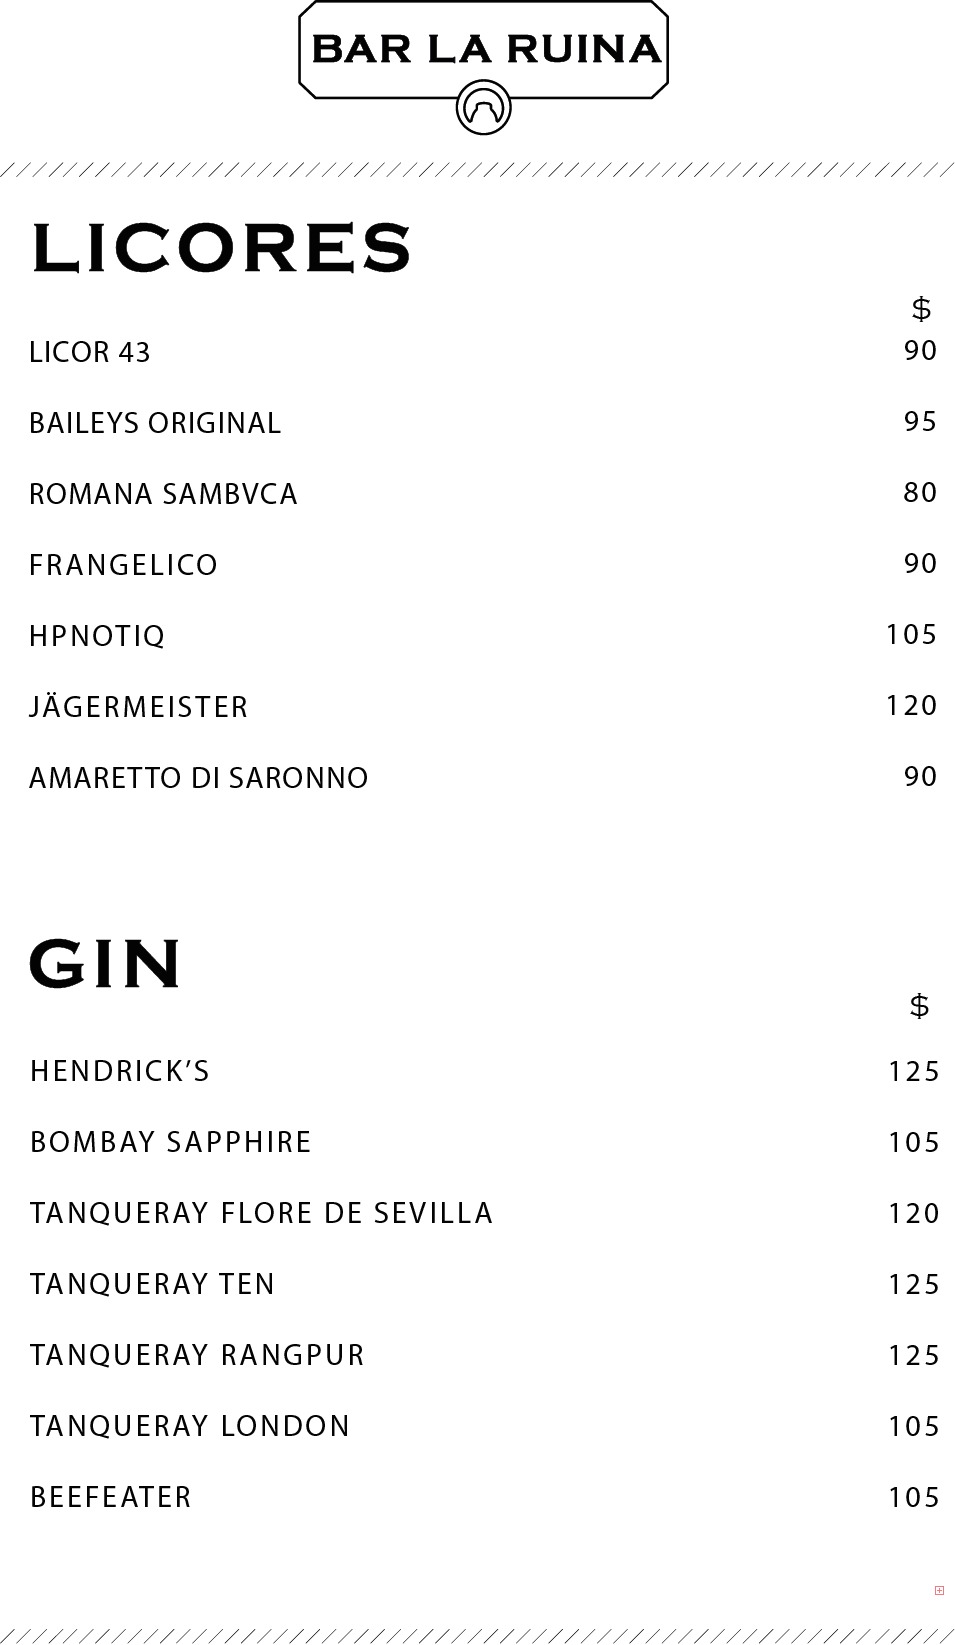 BAR LA RUINA
LICORES
$
LICOR 43 90
BAILEYS ORIGINAL 95
ROMANA SAMBVCA 80
FRANGELICO 90
HPNOTIQ 105
JÄGERMEISTER 120
AMARETTO DI SARONNO 90
GIN
$
HENDRICK’S 125
BOMBAY SAPPHIRE 105
TANQUERAY FLORE DE SEVILLA 120
TANQUERAY TEN 125
TANQUERAY RANGPUR 125
TANQUERAY LONDON 105
BEEFEATER 105